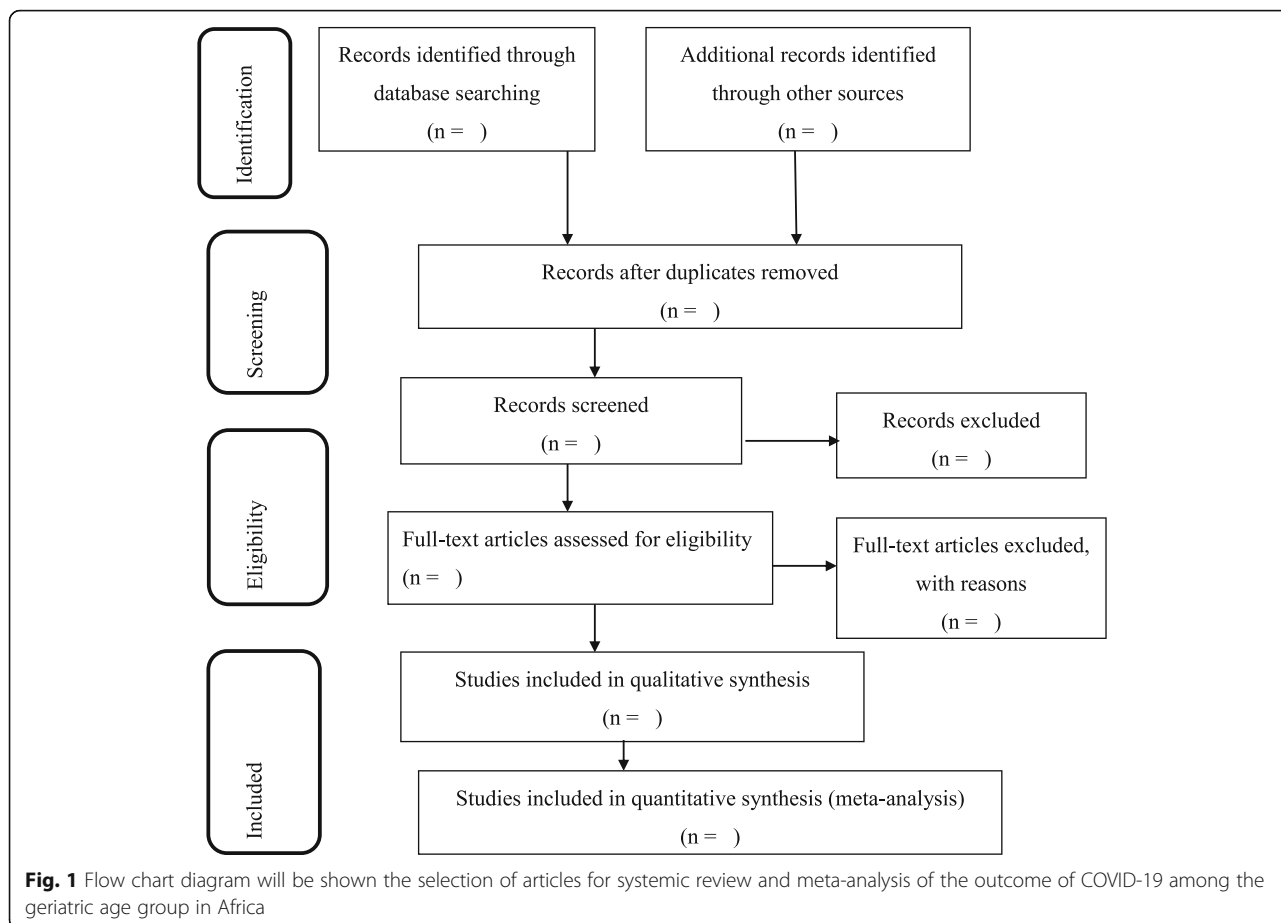 Identification
Records identified through
database searching
(n = )
Additional records identified
through other sources
(n = )
Screening
Records after duplicates removed
(n = )
Records screened
(n = )
Records excluded
(n = )
Eligibility
Full-text articles assessed for eligibility
(n = )
Full-text articles excluded,
with reasons
(n = )
Included
Studies included in qualitative synthesis
(n = )
Studies included in quantitative synthesis (meta-analysis)
(n = )
Fig. 1 Flow chart diagram will be shown the selection of articles for systemic review and meta-analysis of the outcome of COVID-19 among the
geriatric age group in Africa